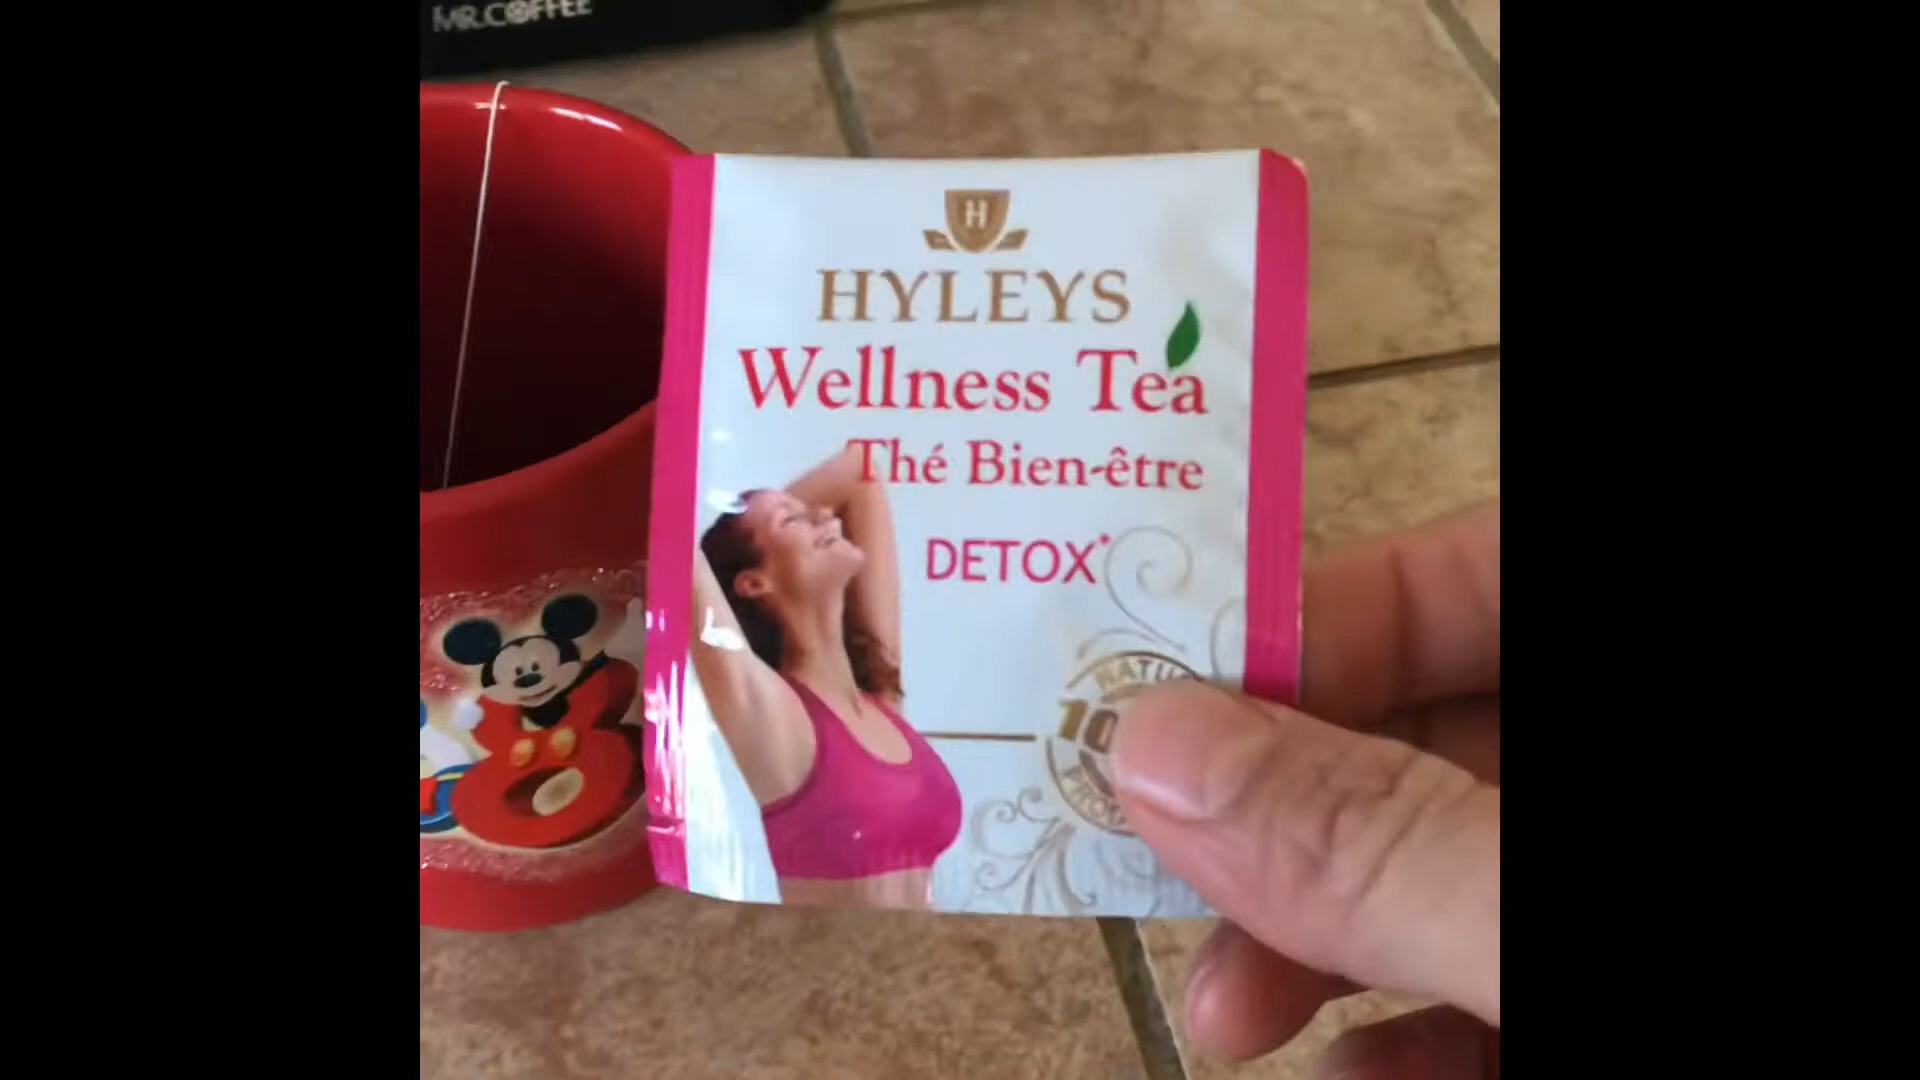 MR.COFFEE
H
HYLEYS
Wellness Tea
Thé Bien-être
DETOX*